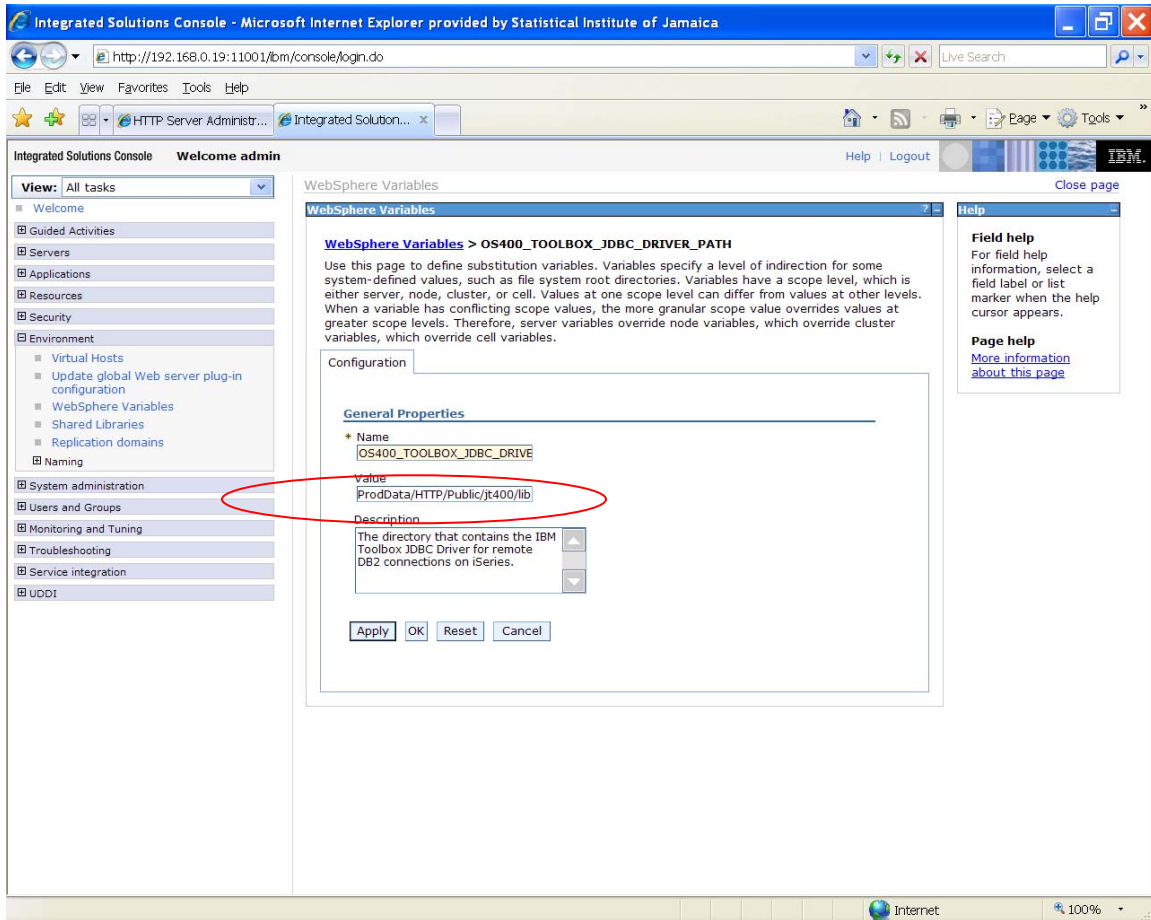 Integrated Solutions Console - Microsoft Internet Explorer provided by Statistical Institute of Jamaica
http://192.168.0.19:11001/ibm/console/login.do
Live Search
File Edit View Favorites Tools Help
HTTP Server Administr...
Integrated Solution... x
Page
Tools
»
Integrated Solutions Console Welcome admin
Help | Logout
IBM.
View: All tasks
Welcome
Guided Activities
Servers
Applications
Resources
Security
Environment
Virtual Hosts
Update global Web server plug-in
configuration
WebSphere Variables
Shared Libraries
Replication domains
Naming
System administration
Users and Groups
Monitoring and Tuning
Troubleshooting
Service integration
UDDI
WebSphere Variables
Close page
WebSphere Variables
? -
WebSphere Variables > OS400_TOOLBOX_JDBC_DRIVER_PATH
Use this page to define substitution variables. Variables specify a level of indirection for some
system-defined values, such as file system root directories. Variables have a scope level, which is
either server, node, cluster, or cell. Values at one scope level can differ from values at other levels.
When a variable has conflicting scope values, the more granular scope value overrides values at
greater scope levels. Therefore, server variables override node variables, which override cluster
variables, which override cell variables.
Configuration
General Properties
* Name
OS400_TOOLBOX_JDBC_DRIVE
Value
ProdData/HTTP/Public/jt400/lib
Description
The directory that contains the IBM
Toolbox JDBC Driver for remote
DB2 connections on iSeries.
Apply OK Reset Cancel
Help -
Field help
For field help
information, select a
field label or list
marker when the help
cursor appears.
Page help
More information
about this page
Internet
100%